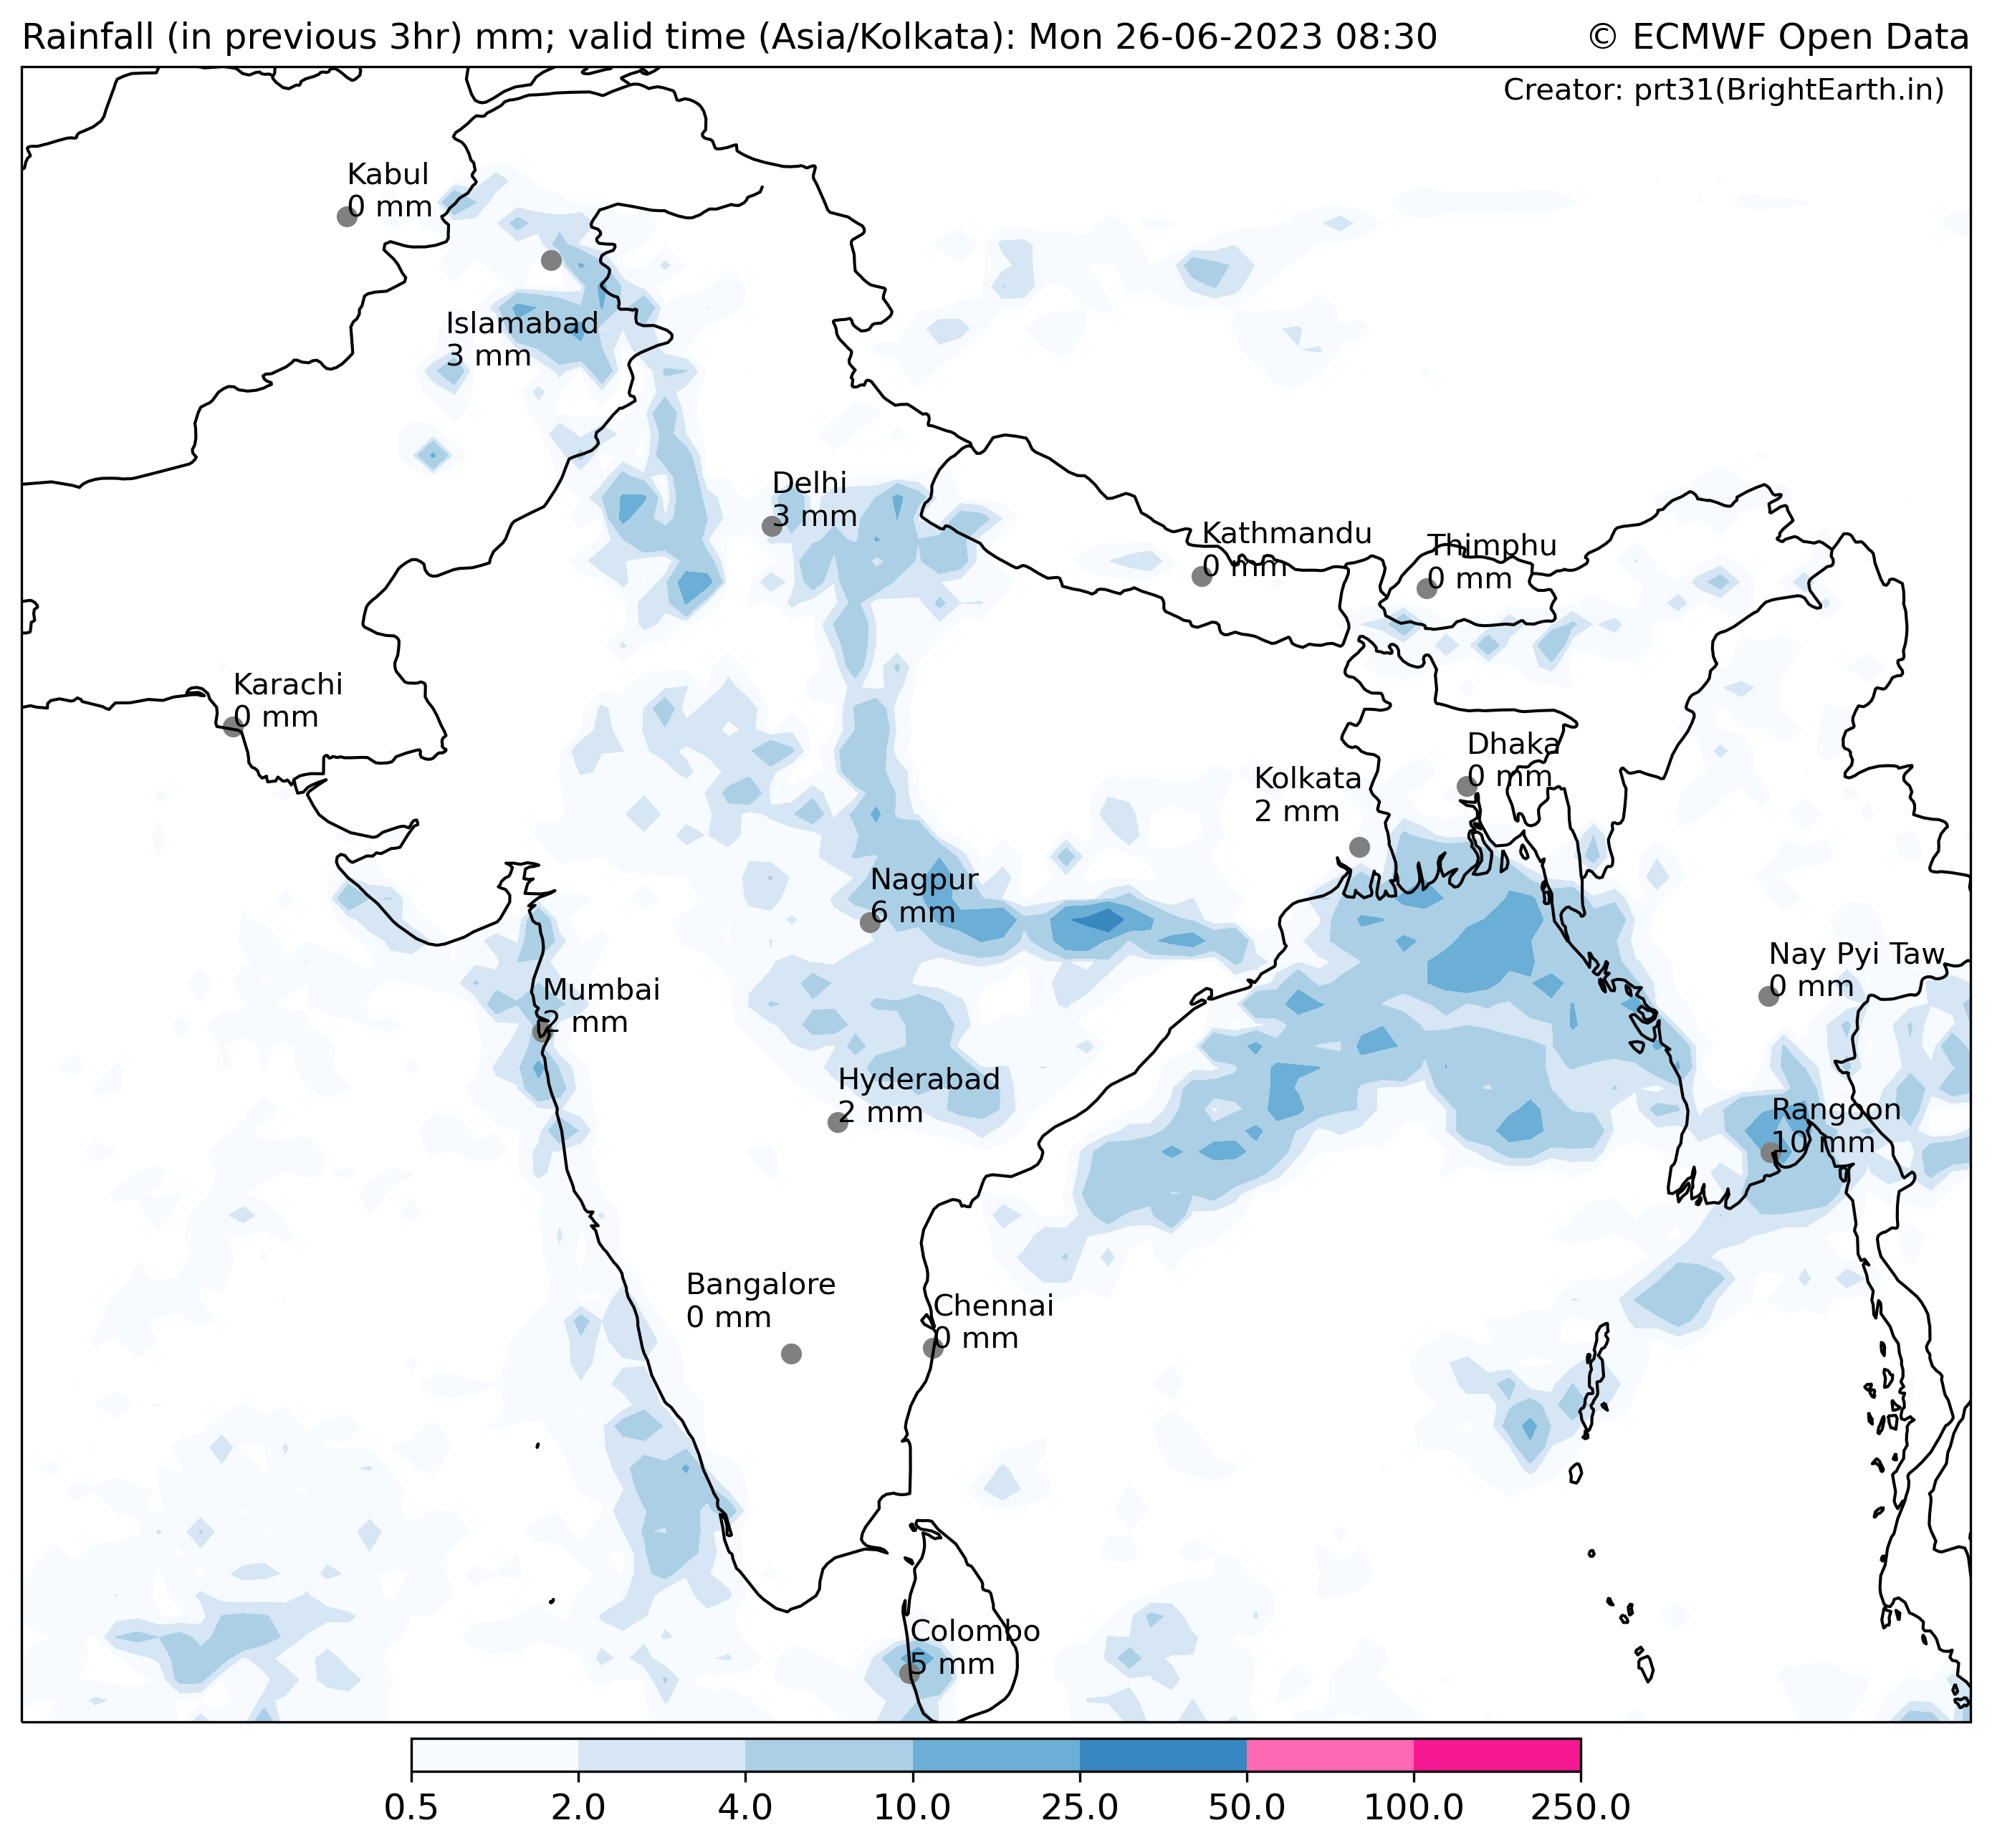 Rainfall (in previous 3hr) mm; valid time (Asia/Kolkata): Mon 26-06-2023 08:30
© ECMWF Open Data
Creator: prt31(BrightEarth.in)
Kabul
0 mm
Islamabad
3 mm
Delhi
3 mm
Kathmandu
0 mm
Thimphu
0 mm
Karachi
0 mm
Dhaka
0 mm
Kolkata
2 mm
Nagpur
6 mm
Nay Pyi Taw
0 mm
Mumbai
2 mm
Hyderabad
2 mm
Rangoon
10 mm
Bangalore
0 mm
Chennai
0 mm
Colombo
5 mm
0.5 2.0 4.0 10.0 25.0 50.0 100.0 250.0